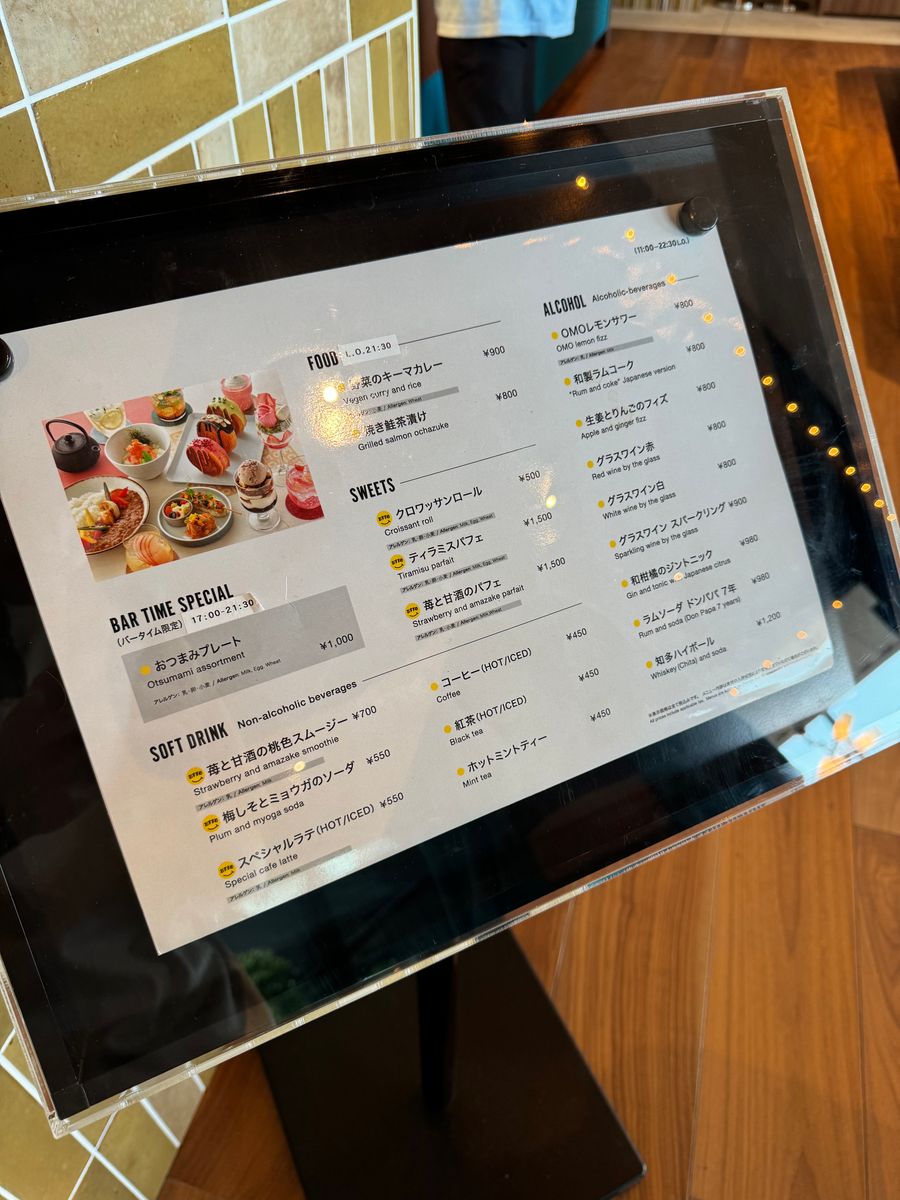 (11:00-22:30L.O.)
FOOD L.O.21:30
野菜のキーマカレー ¥900
Vegan curry and rice
Allergen: Wheat
焼き鮭茶漬け ¥800
Grilled salmon ochazuke
SWEETS
クロワッサンロール ¥500
Croissant roll
アレルゲン: 乳・卵・小麦 / Allergen: Milk, Egg, Wheat
ティラミスパフェ ¥1,500
Tiramisu parfait
アレルゲン: 乳・卵・小麦 / Allergen: Milk, Egg, Wheat
苺と甘酒のパフェ ¥1,500
Strawberry and amazake parfait
アレルゲン: 乳・小麦 / Allergen: Milk, Wheat
BAR TIME SPECIAL
(バータイム限定) 17:00-21:30
おつまみプレート ¥1,000
Otsumami assortment
アレルゲン: 乳・卵・小麦 / Allergen: Milk, Egg, Wheat
SOFT DRINK Non-alcoholic beverages
苺と甘酒の桃色スムージー ¥700
Strawberry and amazake smoothie
アレルゲン: 乳 / Allergen: Milk
梅しそとミョウガのソーダ ¥550
Plum and myoga soda
スペシャルラテ(HOT/ICED) ¥550
Special cafe latte
アレルゲン: 乳 / Allergen: Milk
コーヒー(HOT/ICED) ¥450
Coffee
紅茶(HOT/ICED) ¥450
Black tea
ホットミントティー ¥450
Mint tea
ALCOHOL Alcoholic-beverages
OMOレモンサワー ¥800
OMO lemon fizz
アレルゲン: 乳 / Allergen: Milk
和製ラムコーク ¥800
"Rum and coke" Japanese version
生姜とりんごのフィズ ¥800
Apple and ginger fizz
グラスワイン赤 ¥800
Red wine by the glass
グラスワイン白 ¥800
White wine by the glass
グラスワイン スパークリング ¥900
Sparkling wine by the glass
和柑橘のジントニック ¥980
Gin and tonic w/ Japanese citrus
ラムソーダ ドンパパ 7年 ¥980
Rum and soda (Don Papa 7 years)
知多ハイボール ¥1,200
Whiskey (Chita) and soda
※表示価格は全て税込みです。
All prices include applicable tax.